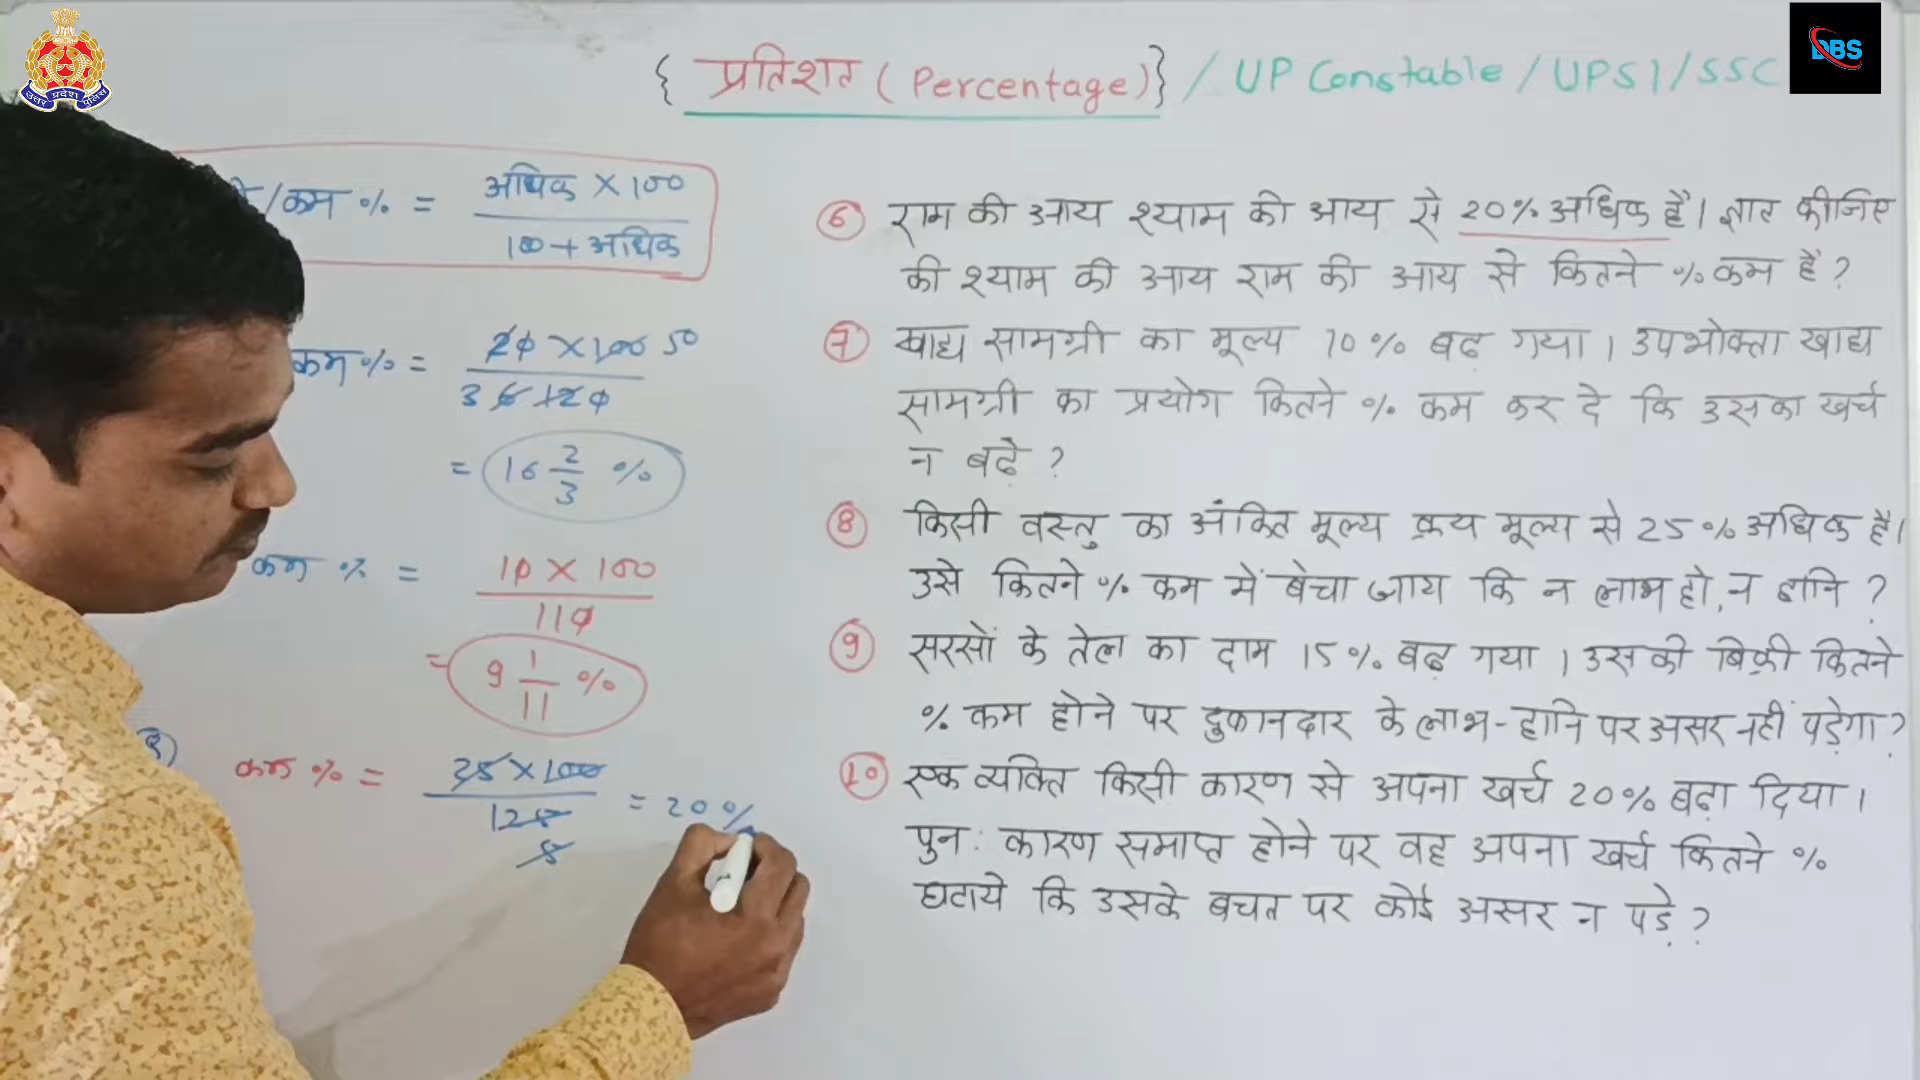 उत्तर प्रदेश पुलिस
DBS
{ प्रतिशत (Percentage)} / UP Constable / UPSI / SSC
/कम % = अधिक × 100
100 + अधिक
कम % = 20 × 100 50
3 6 120
= 16 2/3 %
कम % = 10 × 100
110
= 9 1/11 %
कम % = 25 × 100
125
= 20 %
5
6 राम की आय श्याम की आय से 20% अधिक है। ज्ञात कीजिए
की श्याम की आय राम की आय से कितने % कम है ?
7 खाद्य सामग्री का मूल्य 10% बढ़ गया । उपभोक्ता खाद्य
सामग्री का प्रयोग कितने % कम कर दे कि उसका खर्च
न बढ़े ?
8 किसी वस्तु का अंकित मूल्य क्रय मूल्य से 25% अधिक है।
उसे कितने % कम में बेचा जाय कि न लाभ हो, न हानि ?
9 सरसों के तेल का दाम 15% बढ़ गया । उसकी बिक्री कितने
% कम होने पर दुकानदार के लाभ-हानि पर असर नहीं पड़ेगा ?
10 एक व्यक्ति किसी कारण से अपना खर्च 20% बढ़ा दिया ।
पुन: कारण समाप्त होने पर वह अपना खर्च कितने %
घटाये कि उसके बचत पर कोई असर न पड़े ?